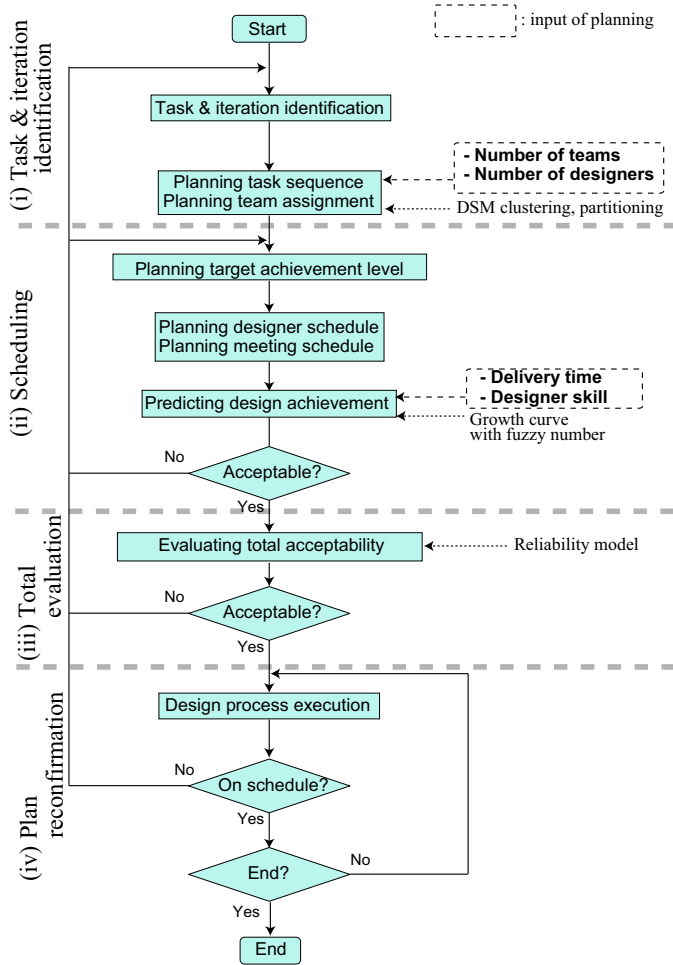 Start
: input of planning
(i) Task & iteration
identification
Task & iteration identification
Planning task sequence
Planning team assignment
- Number of teams
- Number of designers
DSM clustering, partitioning
(ii) Scheduling
Planning target achievement level
Planning designer schedule
Planning meeting schedule
Predicting design achievement
- Delivery time
- Designer skill
Growth curve
with fuzzy number
No
Acceptable?
Yes
(iii) Total
evaluation
Evaluating total acceptability
Reliability model
No
Acceptable?
Yes
(iv) Plan
reconfirmation
Design process execution
No
On schedule?
Yes
End?
No
Yes
End